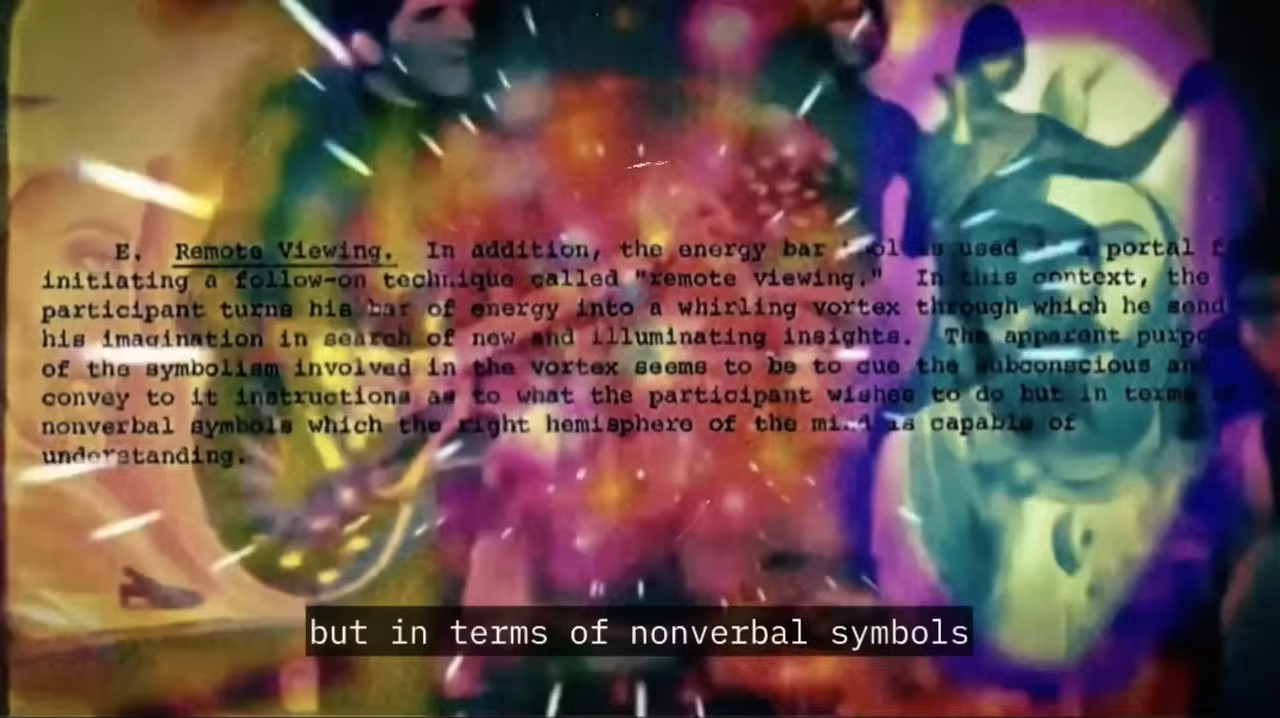 E. Remote Viewing. In addition, the energy bar is used a portal
initiating a follow-on technique called "remote viewing." In this context, the
participant turns his bar of energy into a whirling vortex through which he send
his imagination in search of new and illuminating insights. The apparent
of the symbolism involved in the vortex seems to be to cue the subconscious
convey to it instructions as to what the participant wishes to do but in terms
nonverbal symbols which the right hemisphere of the is capable of
understanding.
but in terms of nonverbal symbols